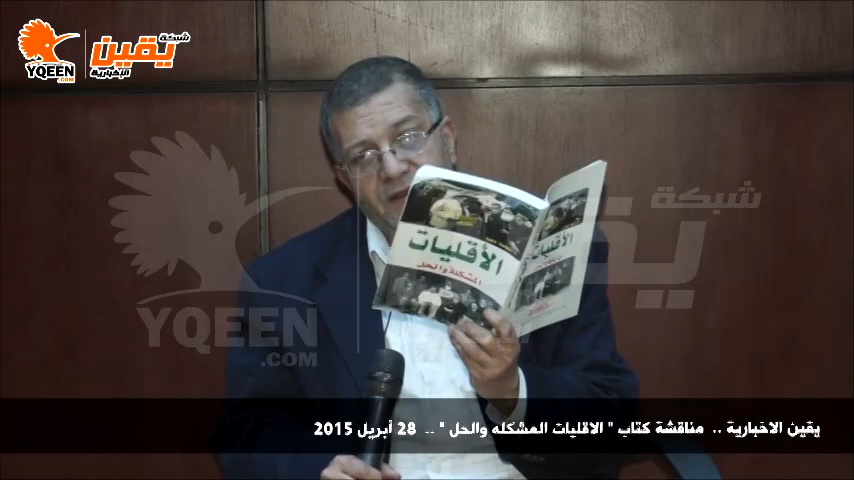 شبكة
يقين
الإخبارية
YQEEN
.COM
شبكة
يقين
YQEEN
.COM
الأقليات
المشكلة والحل
الأقليات
يقين الاخبارية .. مناقشة كتاب " الاقليات المشكله والحل " .. 28 أبريل 2015